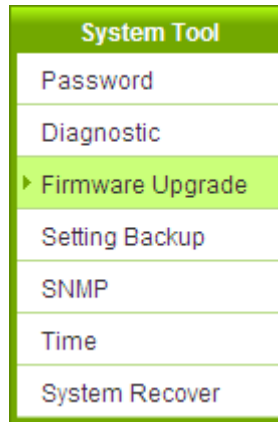 System Tool
Password
Diagnostic
Firmware Upgrade
Setting Backup
SNMP
Time
System Recover